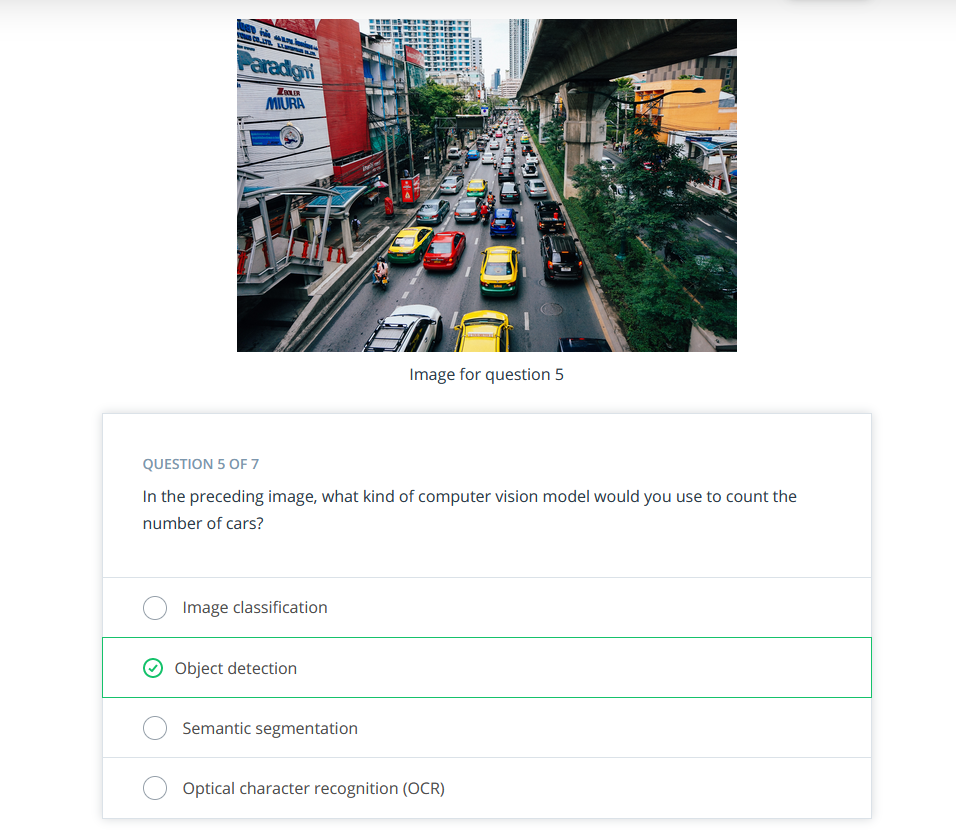 Paradigm
MIURA
Image for question 5
QUESTION 5 OF 7
In the preceding image, what kind of computer vision model would you use to count the
number of cars?
Image classification
Object detection
Semantic segmentation
Optical character recognition (OCR)